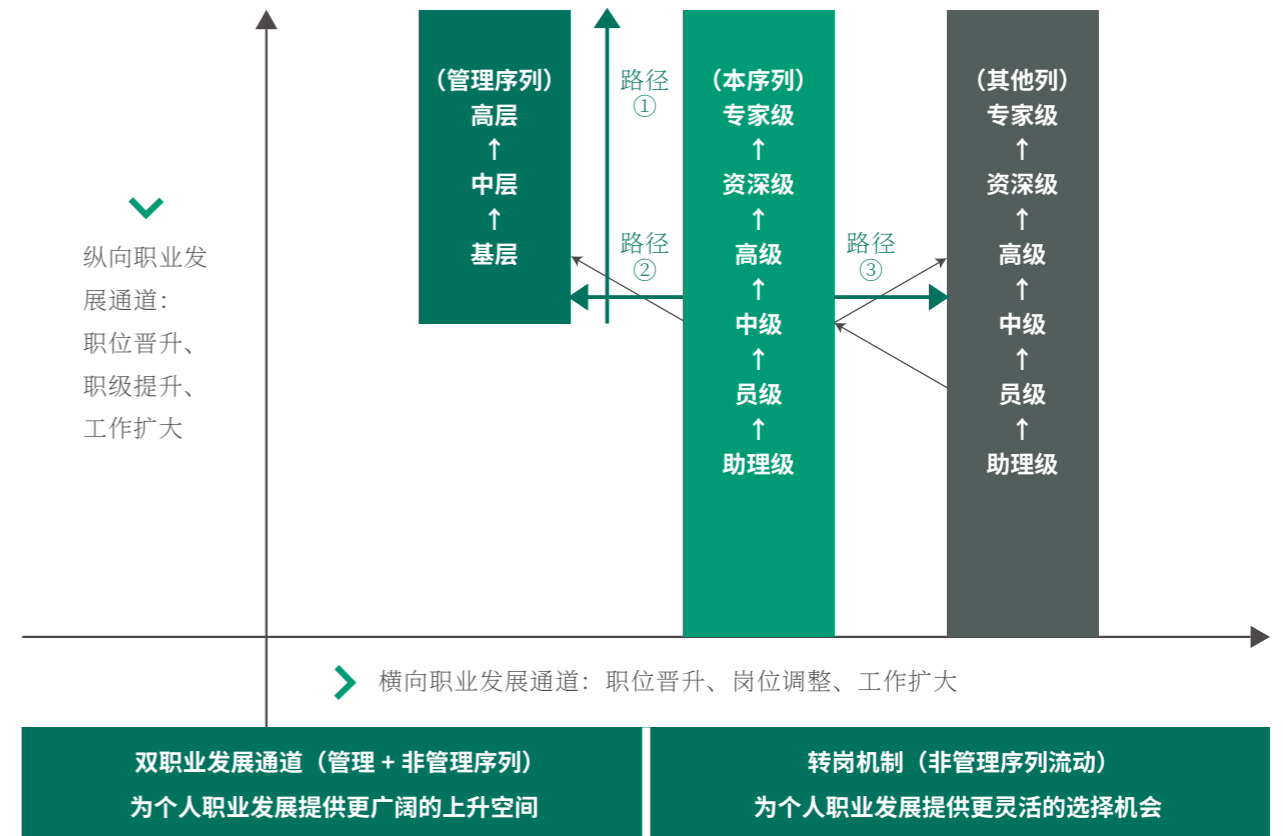 （管理序列）
高层
↑
中层
↑
基层
路径
①
（本序列）
专家级
↑
资深级
↑
高级
↑
中级
↑
员级
↑
助理级
（其他列）
专家级
↑
资深级
↑
高级
↑
中级
↑
员级
↑
助理级
路径
②
路径
③
纵向职业发
展通道：
职位晋升、
职级提升、
工作扩大
横向职业发展通道：职位晋升、岗位调整、工作扩大
双职业发展通道（管理 + 非管理序列）
为个人职业发展提供更广阔的上升空间
转岗机制（非管理序列流动）
为个人职业发展提供更灵活的选择机会